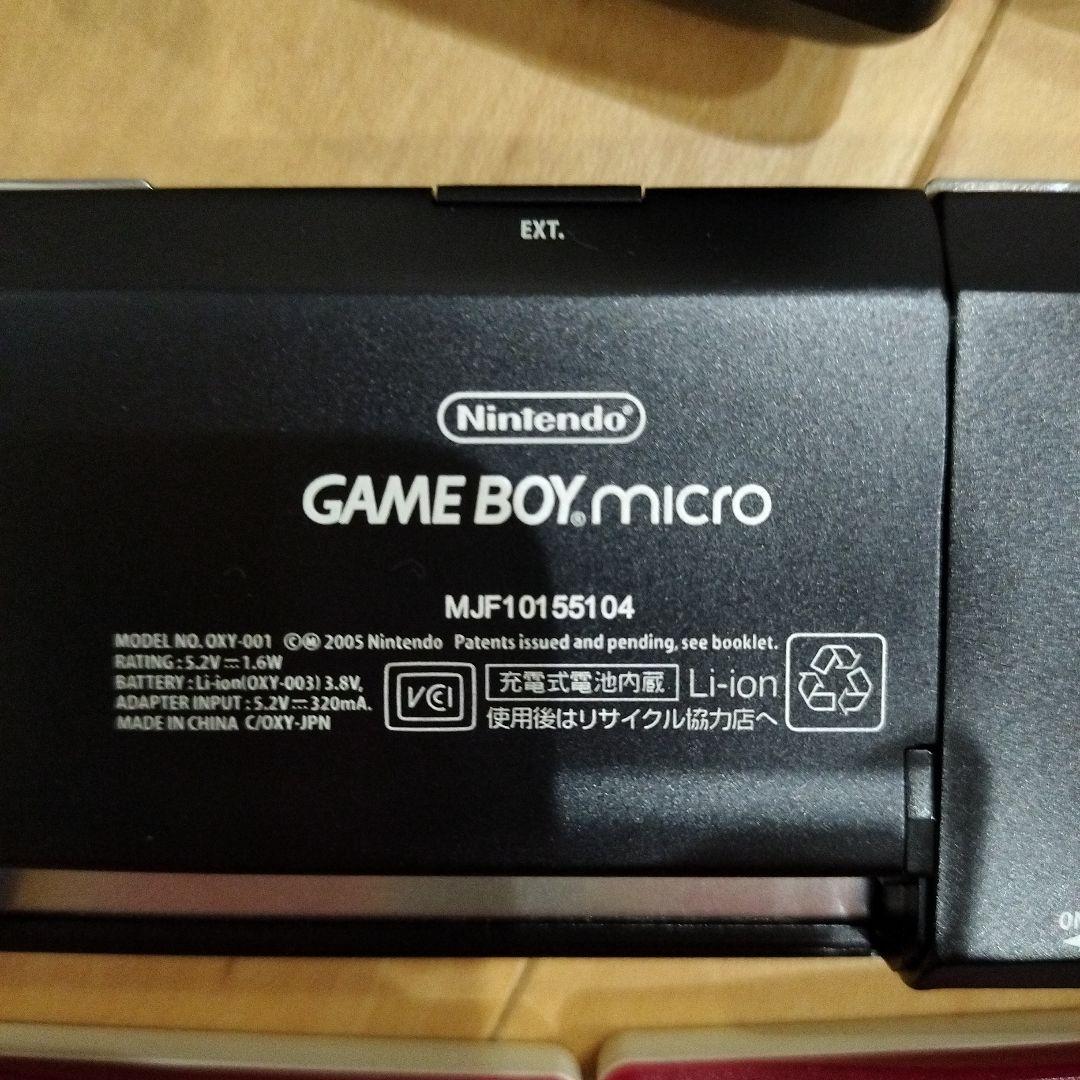 EXT.
Nintendo®
GAME BOY® micro
MJF10155104
MODEL NO. OXY-001 ©Ⓜ 2005 Nintendo Patents issued and pending, see booklet.
RATING : 5.2V⎓1.6W
BATTERY : Li-ion(OXY-003) 3.8V,
ADAPTER INPUT : 5.2V⎓320mA.
MADE IN CHINA C/OXY-JPN
VCI
充電式電池内蔵 Li-ion
使用後はリサイクル協力店へ